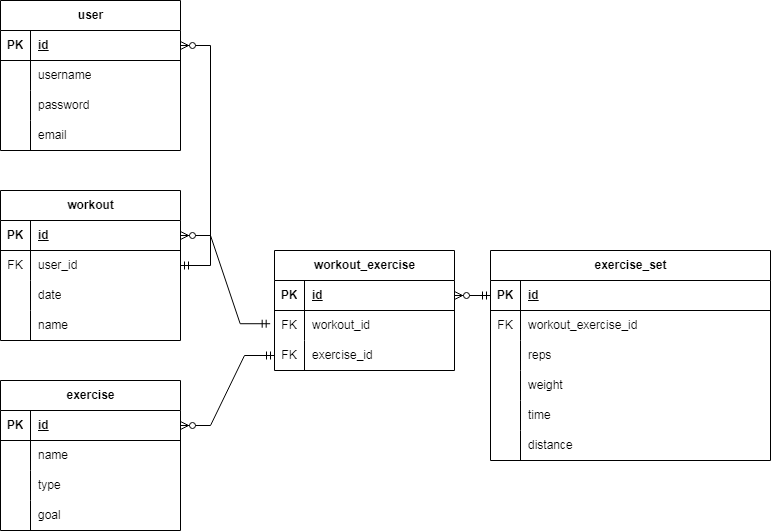 user
PK id
username
password
email
workout
PK id
FK user_id
date
name
exercise
PK id
name
type
goal
workout_exercise
PK id
FK workout_id
FK exercise_id
exercise_set
PK id
FK workout_exercise_id
reps
weight
time
distance